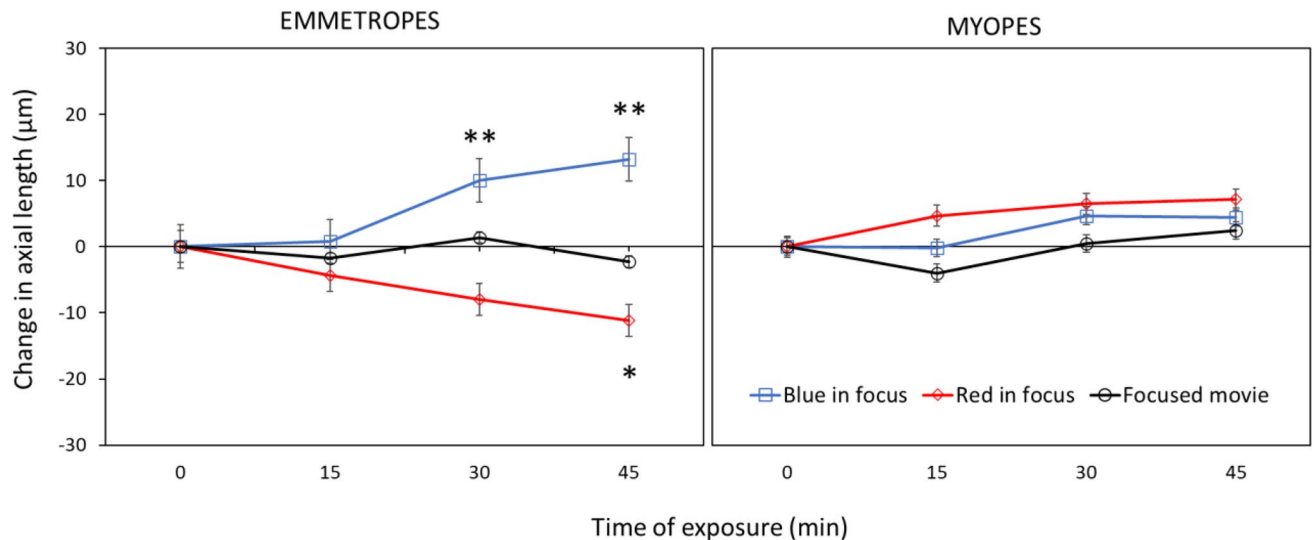 EMMETROPES
MYOPES
Change in axial length (µm)
30
20
10
0
-10
-20
-30
**
**
*
Blue in focus
Red in focus
Focused movie
0 15 30 45
0 15 30 45
Time of exposure (min)